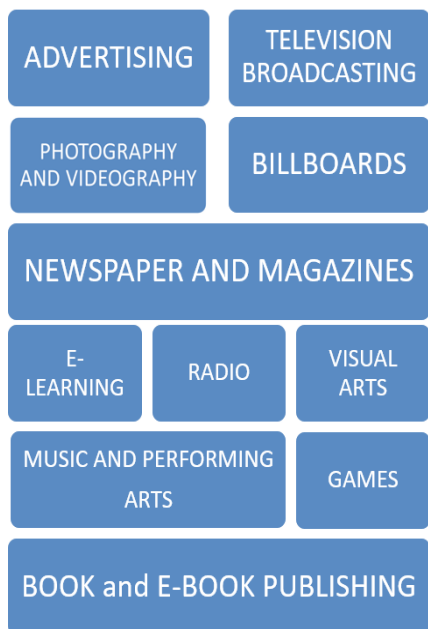 ADVERTISING
TELEVISION
BROADCASTING
PHOTOGRAPHY
AND VIDEOGRAPHY
BILLBOARDS
NEWSPAPER AND MAGAZINES
E-
LEARNING
RADIO
VISUAL
ARTS
MUSIC AND PERFORMING
ARTS
GAMES
BOOK and E-BOOK PUBLISHING